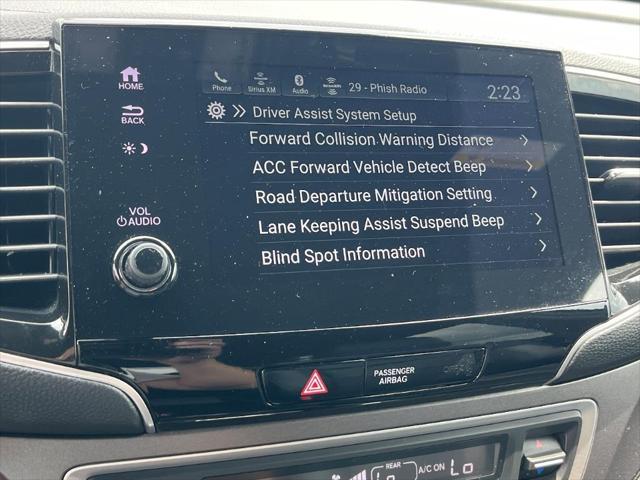 HOME
BACK
VOL
AUDIO
Phone
Sirius XM
Audio
29 - Phish Radio
2:23
Driver Assist System Setup
Forward Collision Warning Distance
ACC Forward Vehicle Detect Beep
Road Departure Mitigation Setting
Lane Keeping Assist Suspend Beep
Blind Spot Information
PASSENGER
AIRBAG
REAR
Lo
A/C ON
Lo